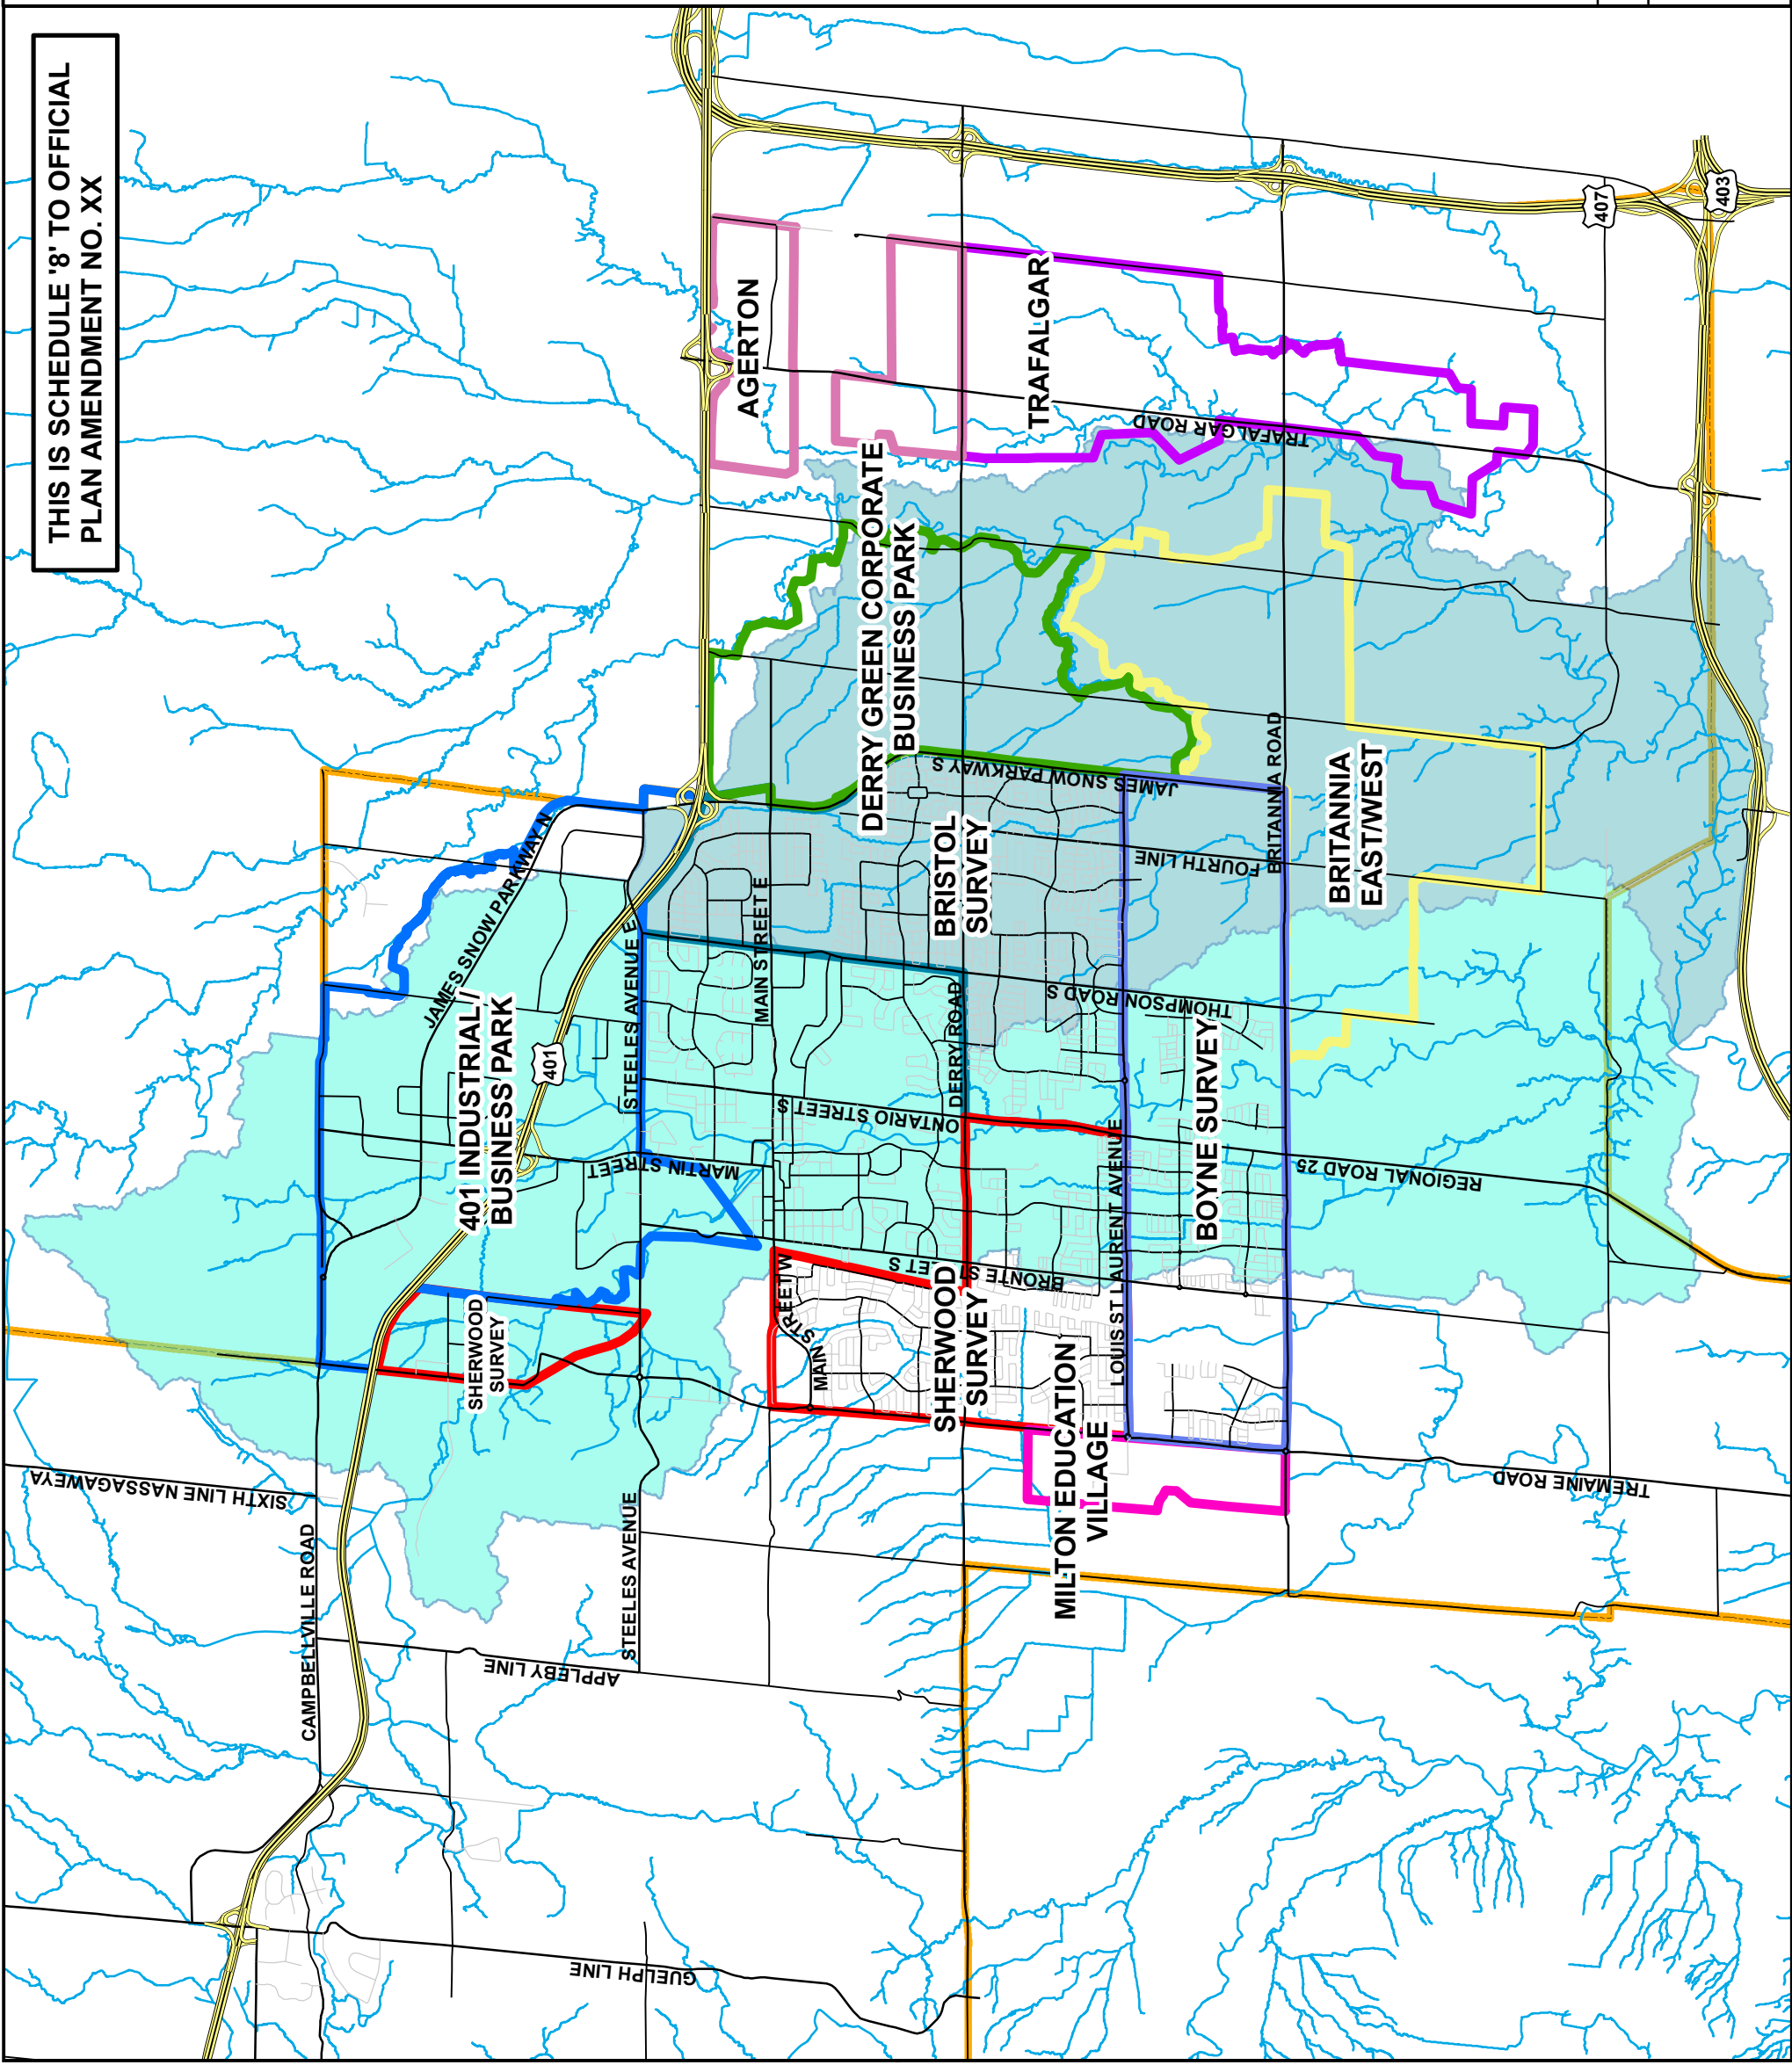 THIS IS SCHEDULE '8' TO OFFICIAL
PLAN AMENDMENT NO. XX
AGERTON
TRAFALGAR
TRAFALGAR ROAD
407
403
DERRY GREEN CORPORATE
BUSINESS PARK
JAMES SNOW PARKWAY S
BRITANNIA ROAD
BRITANNIA
EAST/WEST
BRISTOL
SURVEY
FOURTH LINE
JAMES SNOW PARKWAY N
401 INDUSTRIAL /
BUSINESS PARK
401
STEELES AVENUE E
MAIN STREET E
DERRY ROAD
THOMPSON ROAD S
ONTARIO STREET S
MARTIN STREET
LOUIS ST LAURENT AVENUE
BOYNE SURVEY
REGIONAL ROAD 25
BRONTE STREET S
SHERWOOD
SURVEY
SHERWOOD
SURVEY
MAIN STREET W
MILTON EDUCATION
VILLAGE
TREMAINE ROAD
SIXTH LINE NASSAGAWEYA
CAMPBELLVILLE ROAD
STEELES AVENUE
APPLEBY LINE
GUELPH LINE